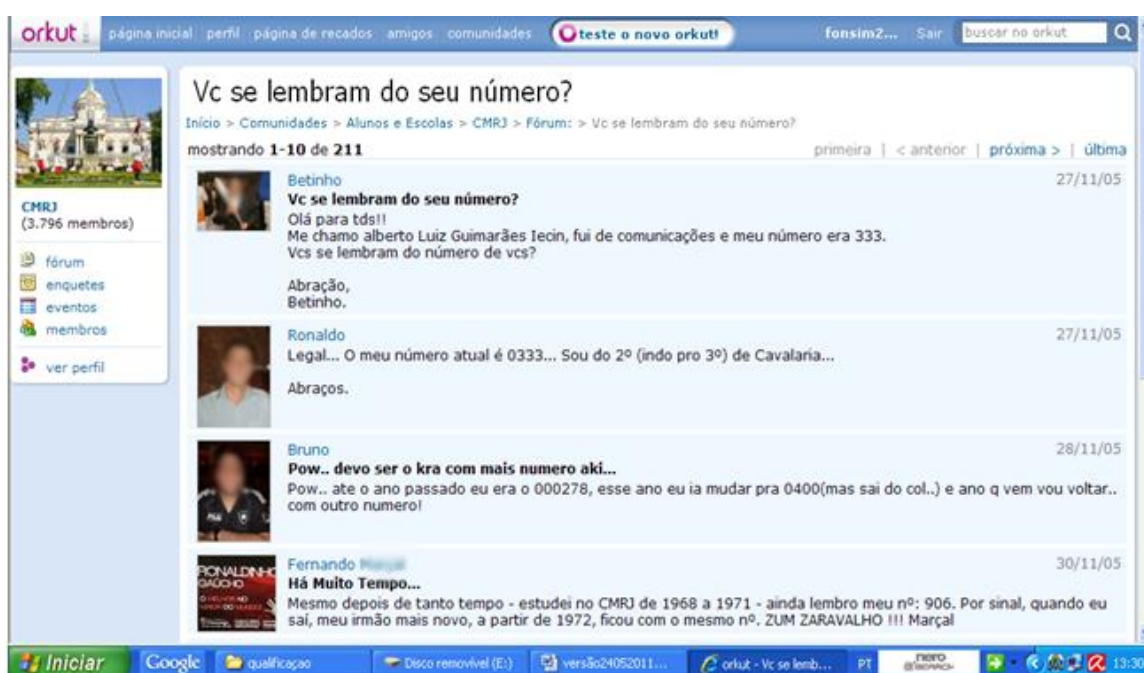 orkut página inicial perfil página de recados amigos comunidades teste o novo orkut! fonsim2... Sair buscar no orkut
Vc se lembram do seu número?
Início > Comunidades > Alunos e Escolas > CMRJ > Fórum: > Vc se lembram do seu número?
mostrando 1-10 de 211 primeira | < anterior | próxima > | última
CMRJ
(3.796 membros)
fórum
enquetes
eventos
membros
ver perfil
Betinho 27/11/05
Vc se lembram do seu número?
Olá para tds!!
Me chamo alberto Luiz Guimarães Iecin, fui de comunicações e meu número era 333.
Vcs se lembram do número de vcs?
Abração,
Betinho.
Ronaldo 27/11/05
Legal... O meu número atual é 0333... Sou do 2º (indo pro 3º) de Cavalaria...
Abraços.
Bruno 28/11/05
Pow.. devo ser o kra com mais numero aki...
Pow.. ate o ano passado eu era o 000278, esse ano eu ia mudar pra 0400(mas sai do col..) e ano q vem vou voltar..
com outro numero!
RONALDINHO
GAÚCHO
Fernando 30/11/05
Há Muito Tempo...
Mesmo depois de tanto tempo - estudei no CMRJ de 1968 a 1971 - ainda lembro meu nº: 906. Por sinal, quando eu
saí, meu irmão mais novo, a partir de 1972, ficou com o mesmo nº. ZUM ZARAVALHO !!! Marçal
Iniciar Google qualificaçao Disco removível (E:) versão24052011... orkut - Vc se lemb... PT nero 13:30